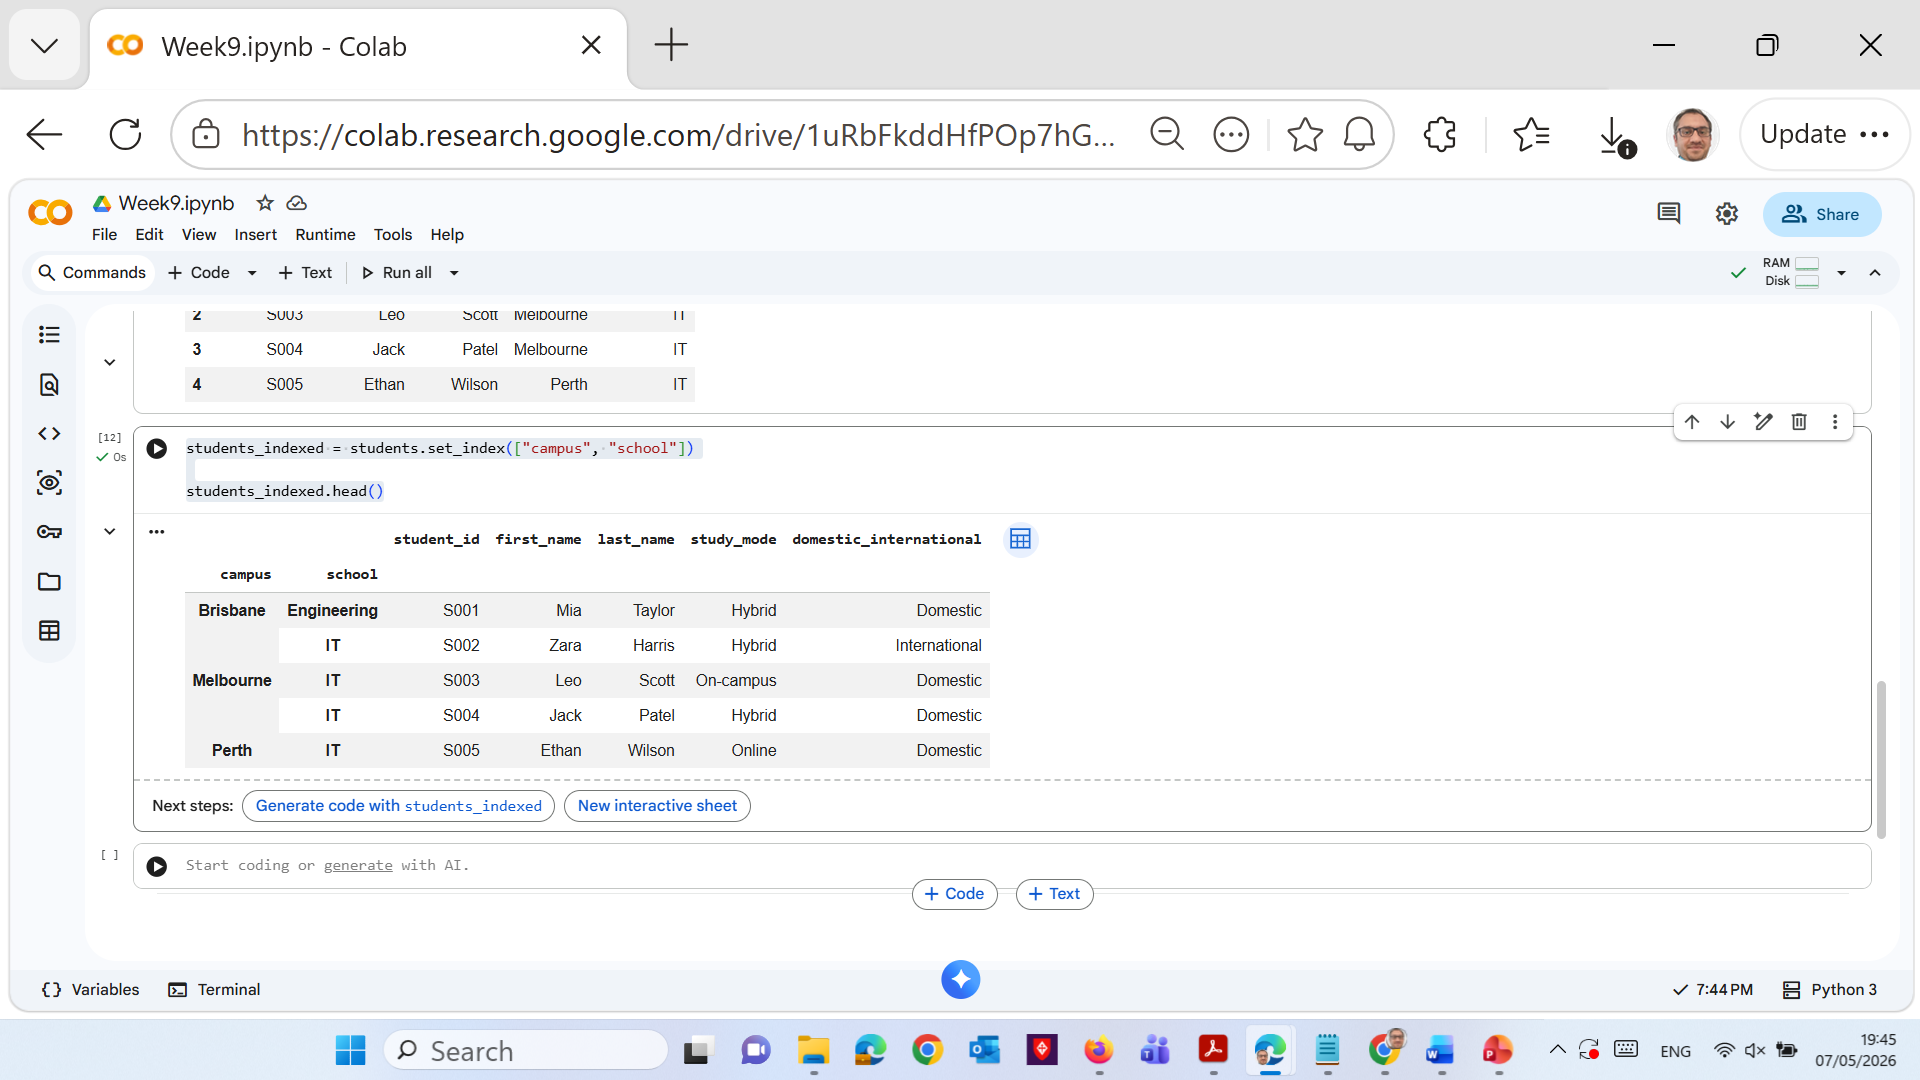 Week9.ipynb - Colab
https://colab.research.google.com/drive/1uRbFkddHfPOp7hG...
Update
Week9.ipynb
File Edit View Insert Runtime Tools Help
Share
Commands + Code + Text Run all
RAM
Disk
2 S003 Leo Scott Melbourne IT
3 S004 Jack Patel Melbourne IT
4 S005 Ethan Wilson Perth IT
[12]
0s
students_indexed = students.set_index(["campus", "school"])
students_indexed.head()
student_id first_name last_name study_mode domestic_international
campus school
Brisbane Engineering S001 Mia Taylor Hybrid Domestic
IT S002 Zara Harris Hybrid International
Melbourne IT S003 Leo Scott On-campus Domestic
IT S004 Jack Patel Hybrid Domestic
Perth IT S005 Ethan Wilson Online Domestic
Next steps: Generate code with students_indexed New interactive sheet
[ ] Start coding or generate with AI.
+ Code + Text
Variables Terminal
7:44 PM Python 3
Search
ENG
19:45
07/05/2026